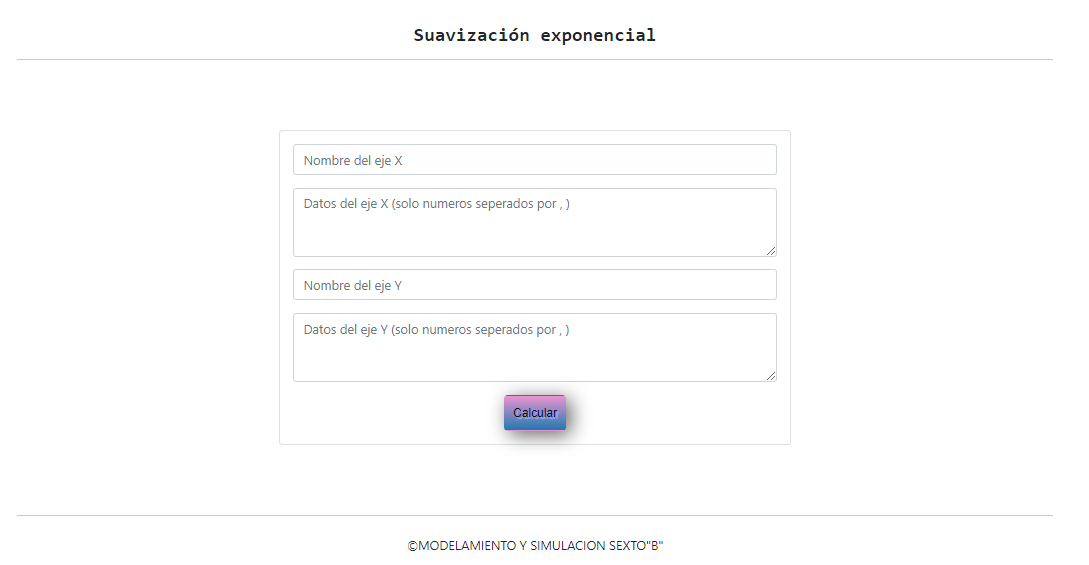 Suavización exponencial
Nombre del eje X
Datos del eje X (solo numeros seperados por , )
Nombre del eje Y
Datos del eje Y (solo numeros seperados por , )
Calcular
©MODELAMIENTO Y SIMULACION SEXTO"B"